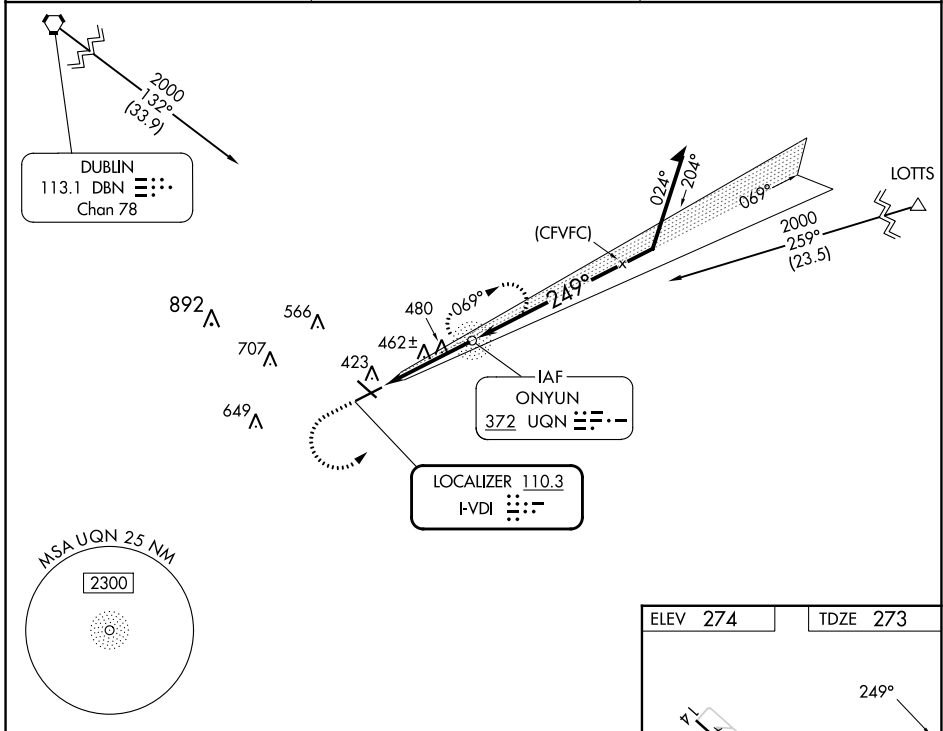 2000
132°
(33.9)
DUBLIN
113.1 DBN
Chan 78
024°
204°
069°
LOTTS
2000
259°
(23.5)
(CFVFC)
249°
069°
892
566
480
707
462±
423
649
IAF
ONYUN
372 UQN
LOCALIZER 110.3
I-VDI
MSA UQN 25 NM
2300
ELEV 274
TDZE 273
249°
14